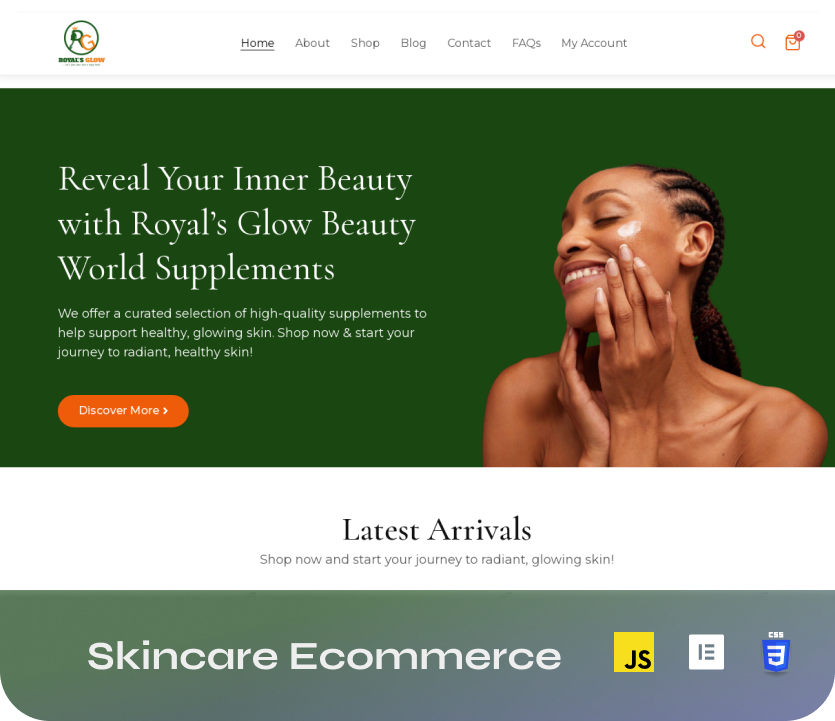 RG
ROYAL'S GLOW
Home
About
Shop
Blog
Contact
FAQs
My Account
0
Reveal Your Inner Beauty
with Royal’s Glow Beauty
World Supplements
We offer a curated selection of high-quality supplements to
help support healthy, glowing skin. Shop now & start your
journey to radiant, healthy skin!
Discover More
Latest Arrivals
Shop now and start your journey to radiant, glowing skin!
Skincare Ecommerce
JS
CSS
3